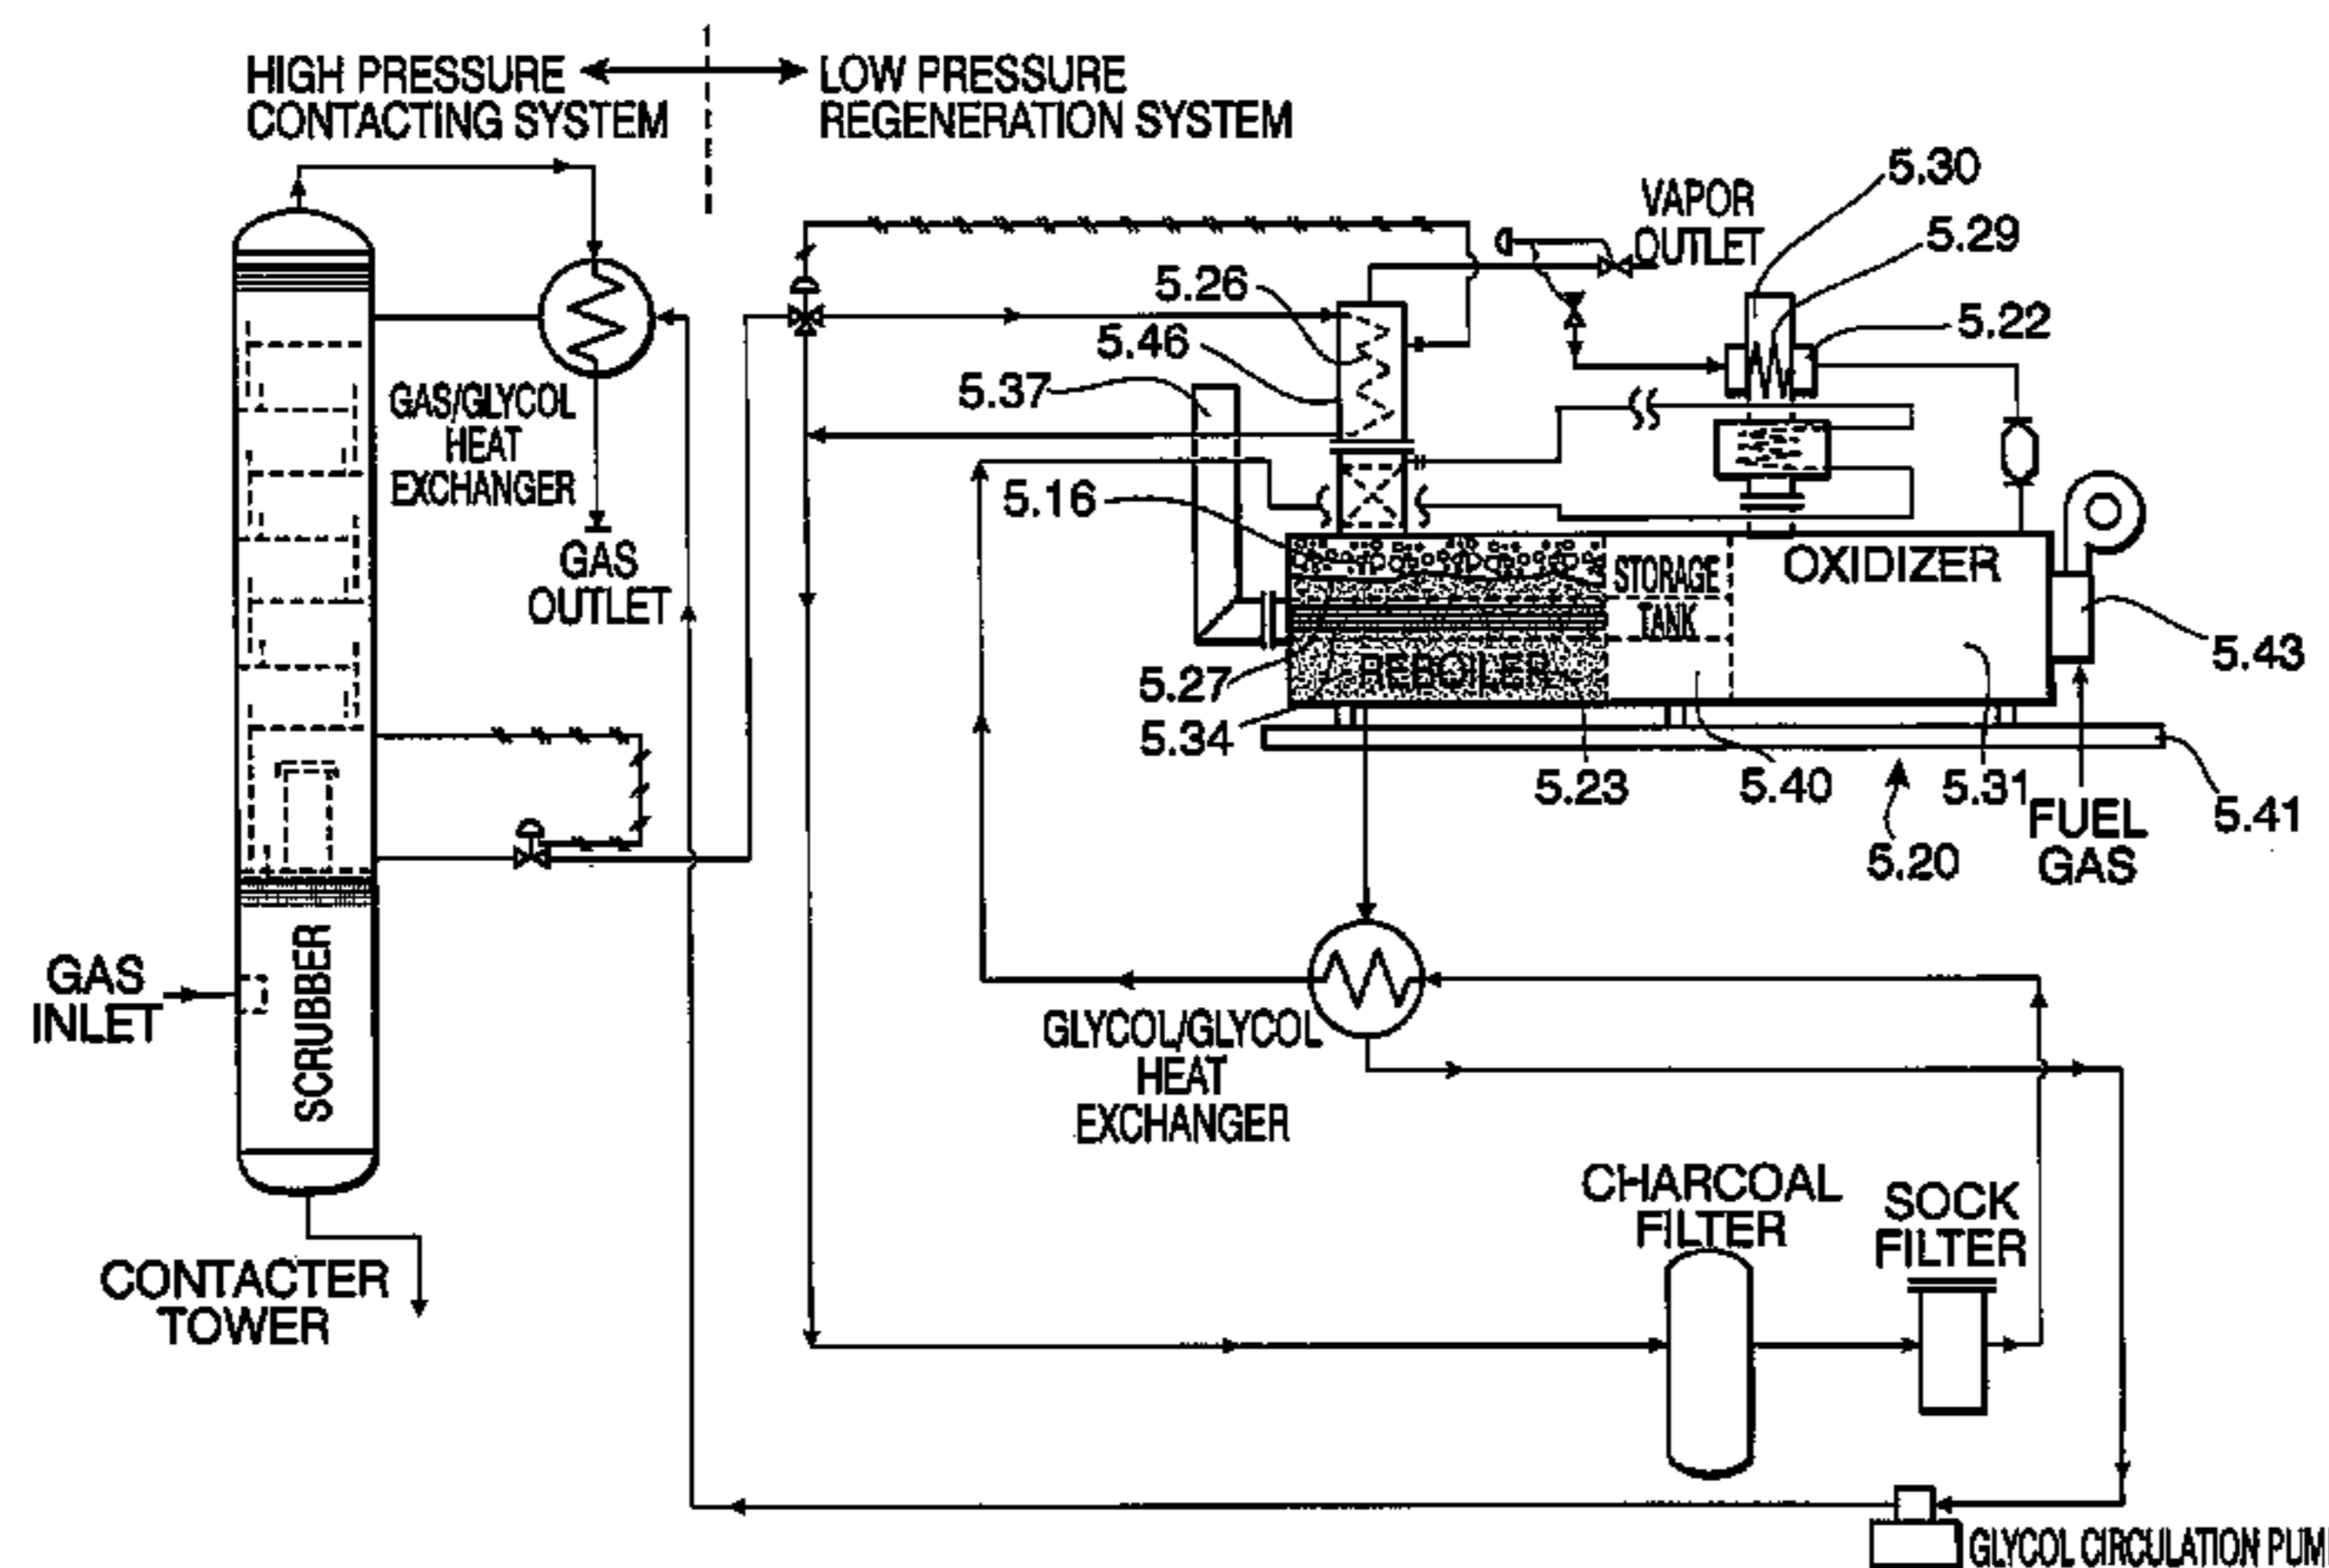 HIGH PRESSURE
CONTACTING SYSTEM
LOW PRESSURE
REGENERATION SYSTEM
VAPOR
OUTLET
5.30
5.29
5.22
5.26
5.46
5.37
5.16
GAS/GLYCOL
HEAT
EXCHANGER
GAS
OUTLET
STORAGE
TANK
OXIDIZER
REBOILER
5.27
5.34
5.23
5.40
5.31
5.43
5.20
5.41
FUEL
GAS
GAS
INLET
SCRUBBER
GLYCOL/GLYCOL
HEAT
EXCHANGER
CHARCOAL
FILTER
SOCK
FILTER
CONTACTER
TOWER
GLYCOL CIRCULATION